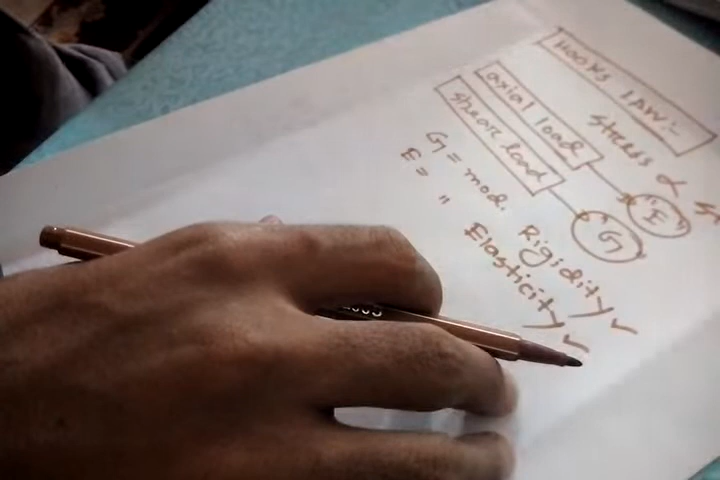 HOOKS LAW:-
Stress ∝ St
axial load "E"
Shear load G
G = mod. Rigidity ✓
E = " Elasticity ✓